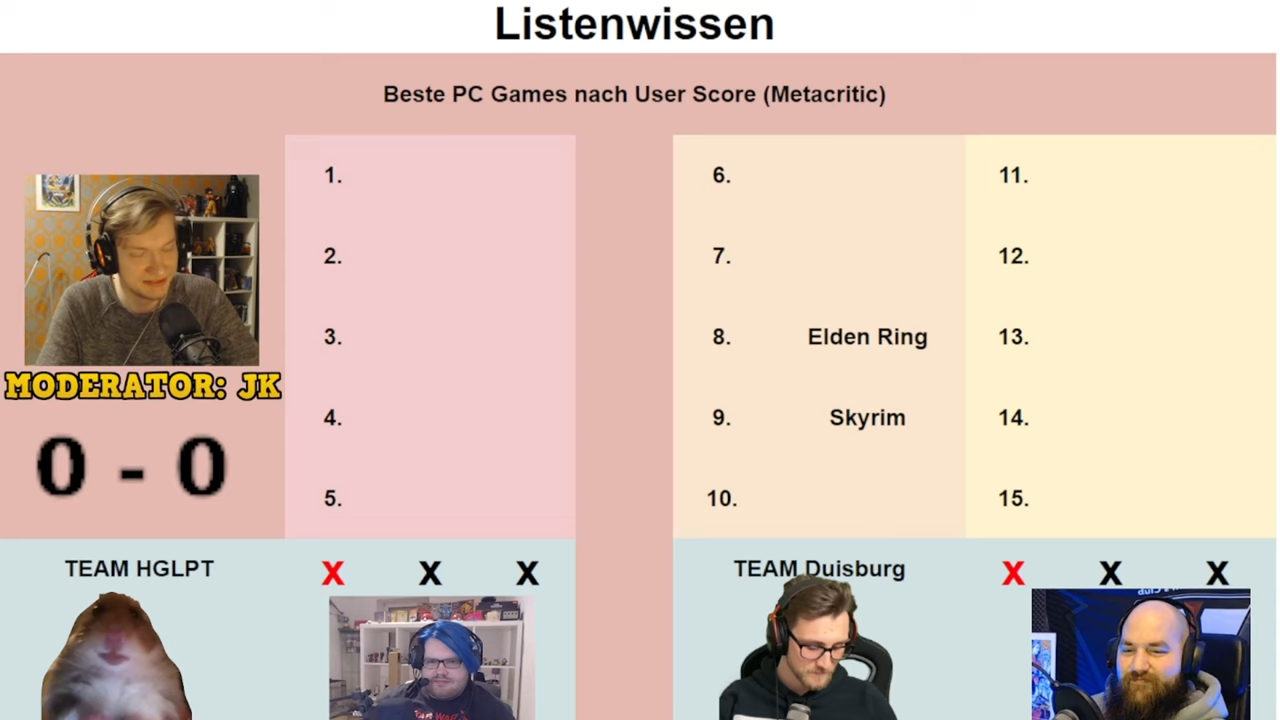 Listenwissen
Beste PC Games nach User Score (Metacritic)
1.
2.
3.
4.
5.
6.
7.
8. Elden Ring
9. Skyrim
10.
11.
12.
13.
14.
15.
MODERATOR: JK
0 - 0
TEAM HGLPT
X X X
TEAM Duisburg
X X X